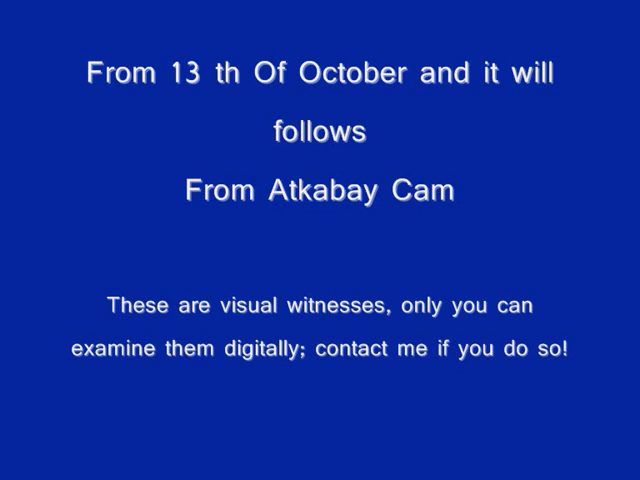 From 13 th Of October and it will
follows
From Atkabay Cam
These are visual witnesses, only you can
examine them digitally; contact me if you do so!